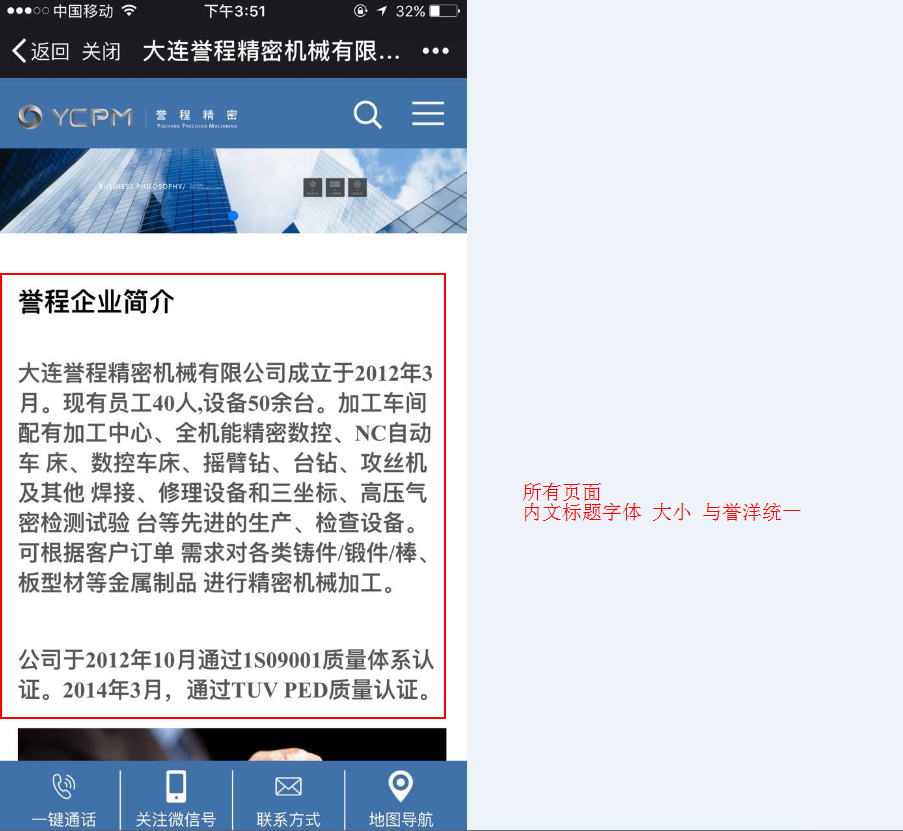 中国移动 下午3:51 32%
返回 关闭 大连誉程精密机械有限... •••
YCPM 誉程精密
YUCHENG PRECISION MACHINING
BUSINESS PHILOSOPHY/
誉程企业简介
大连誉程精密机械有限公司成立于2012年3
月。现有员工40人,设备50余台。加工车间
配有加工中心、全机能精密数控、NC自动
车 床、数控车床、摇臂钻、台钻、攻丝机
及其他 焊接、修理设备和三坐标、高压气
密检测试验 台等先进的生产、检查设备。
可根据客户订单 需求对各类铸件/锻件/棒、
板型材等金属制品 进行精密机械加工。
公司于2012年10月通过1S09001质量体系认
证。2014年3月，通过TUV PED质量认证。
所有页面
内文标题字体 大小 与誉洋统一
一键通话 关注微信号 联系方式 地图导航